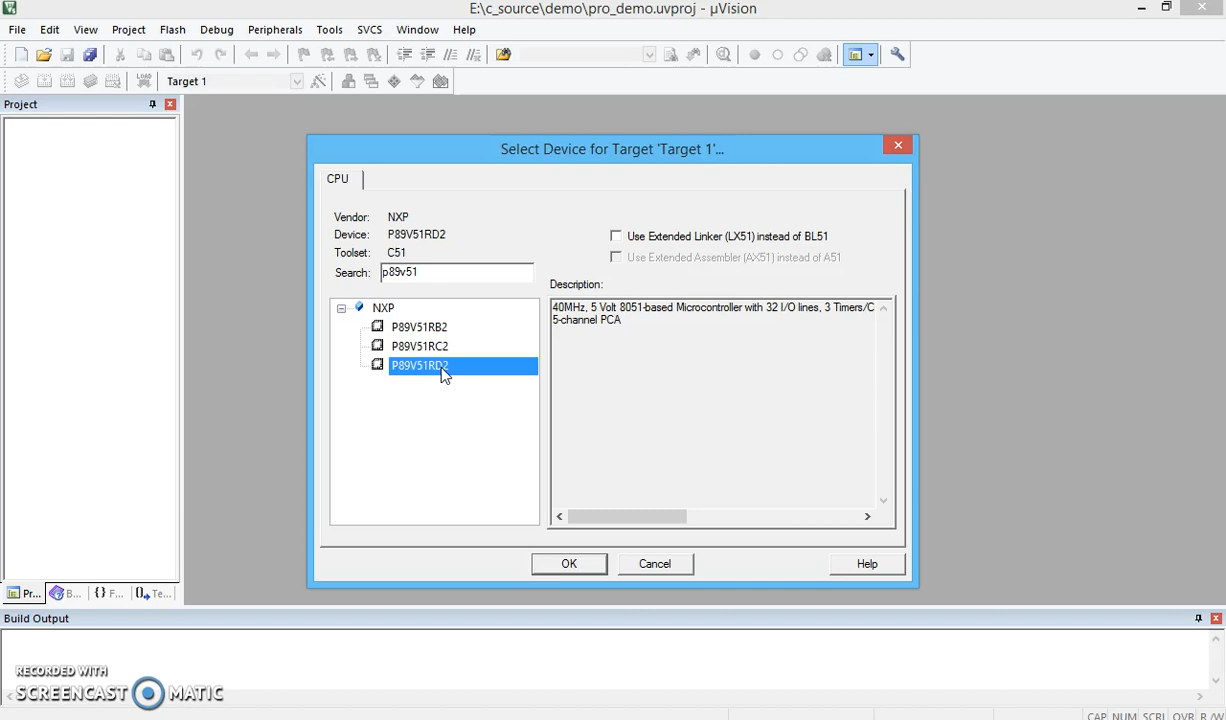 E:\c_source\demo\pro_demo.uvproj - µVision
File Edit View Project Flash Debug Peripherals Tools SVCS Window Help
LOAD Target 1
Project
Select Device for Target 'Target 1'...
CPU
Vendor: NXP
Device: P89V51RD2
Toolset: C51
Search: p89v51
Use Extended Linker (LX51) instead of BL51
Use Extended Assembler (AX51) instead of A51
Description:
NXP
P89V51RB2
P89V51RC2
P89V51RD2
40MHz, 5 Volt 8051-based Microcontroller with 32 I/O lines, 3 Timers/C
5-channel PCA
OK Cancel Help
Pr... B... {} F... Te...
Build Output
RECORDED WITH
SCREENCAST MATIC
CAP NUM SCRL OVR R/W